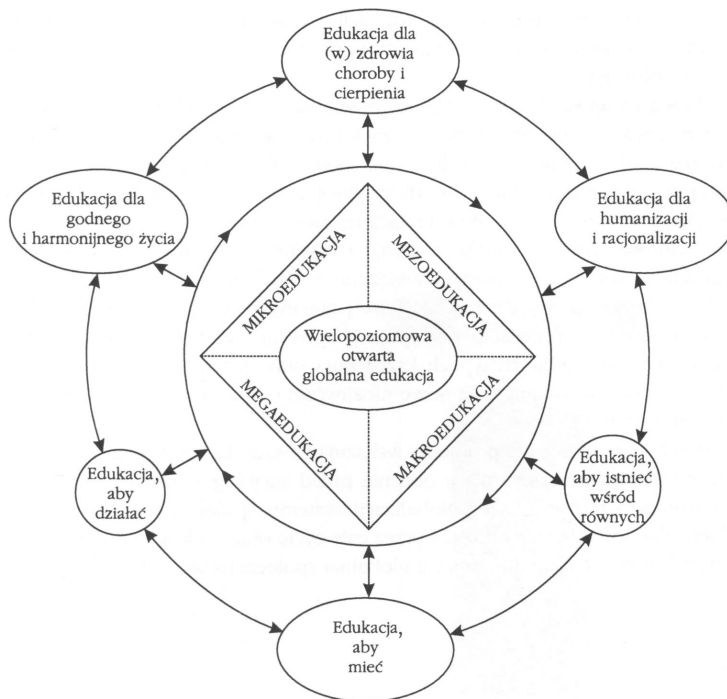 Edukacja dla
(w) zdrowia
choroby i
cierpienia
Edukacja dla
godnego
i harmonijnego życia
Edukacja dla
humanizacji
i racjonalizacji
MIKROEDUKACJA
MEZOEDUKACJA
Wielopoziomowa
otwarta
globalna edukacja
MEGAEDUKACJA
MAKROEDUKACJA
Edukacja,
aby
działać
Edukacja,
aby istnieć
wśród
równych
Edukacja,
aby
mieć